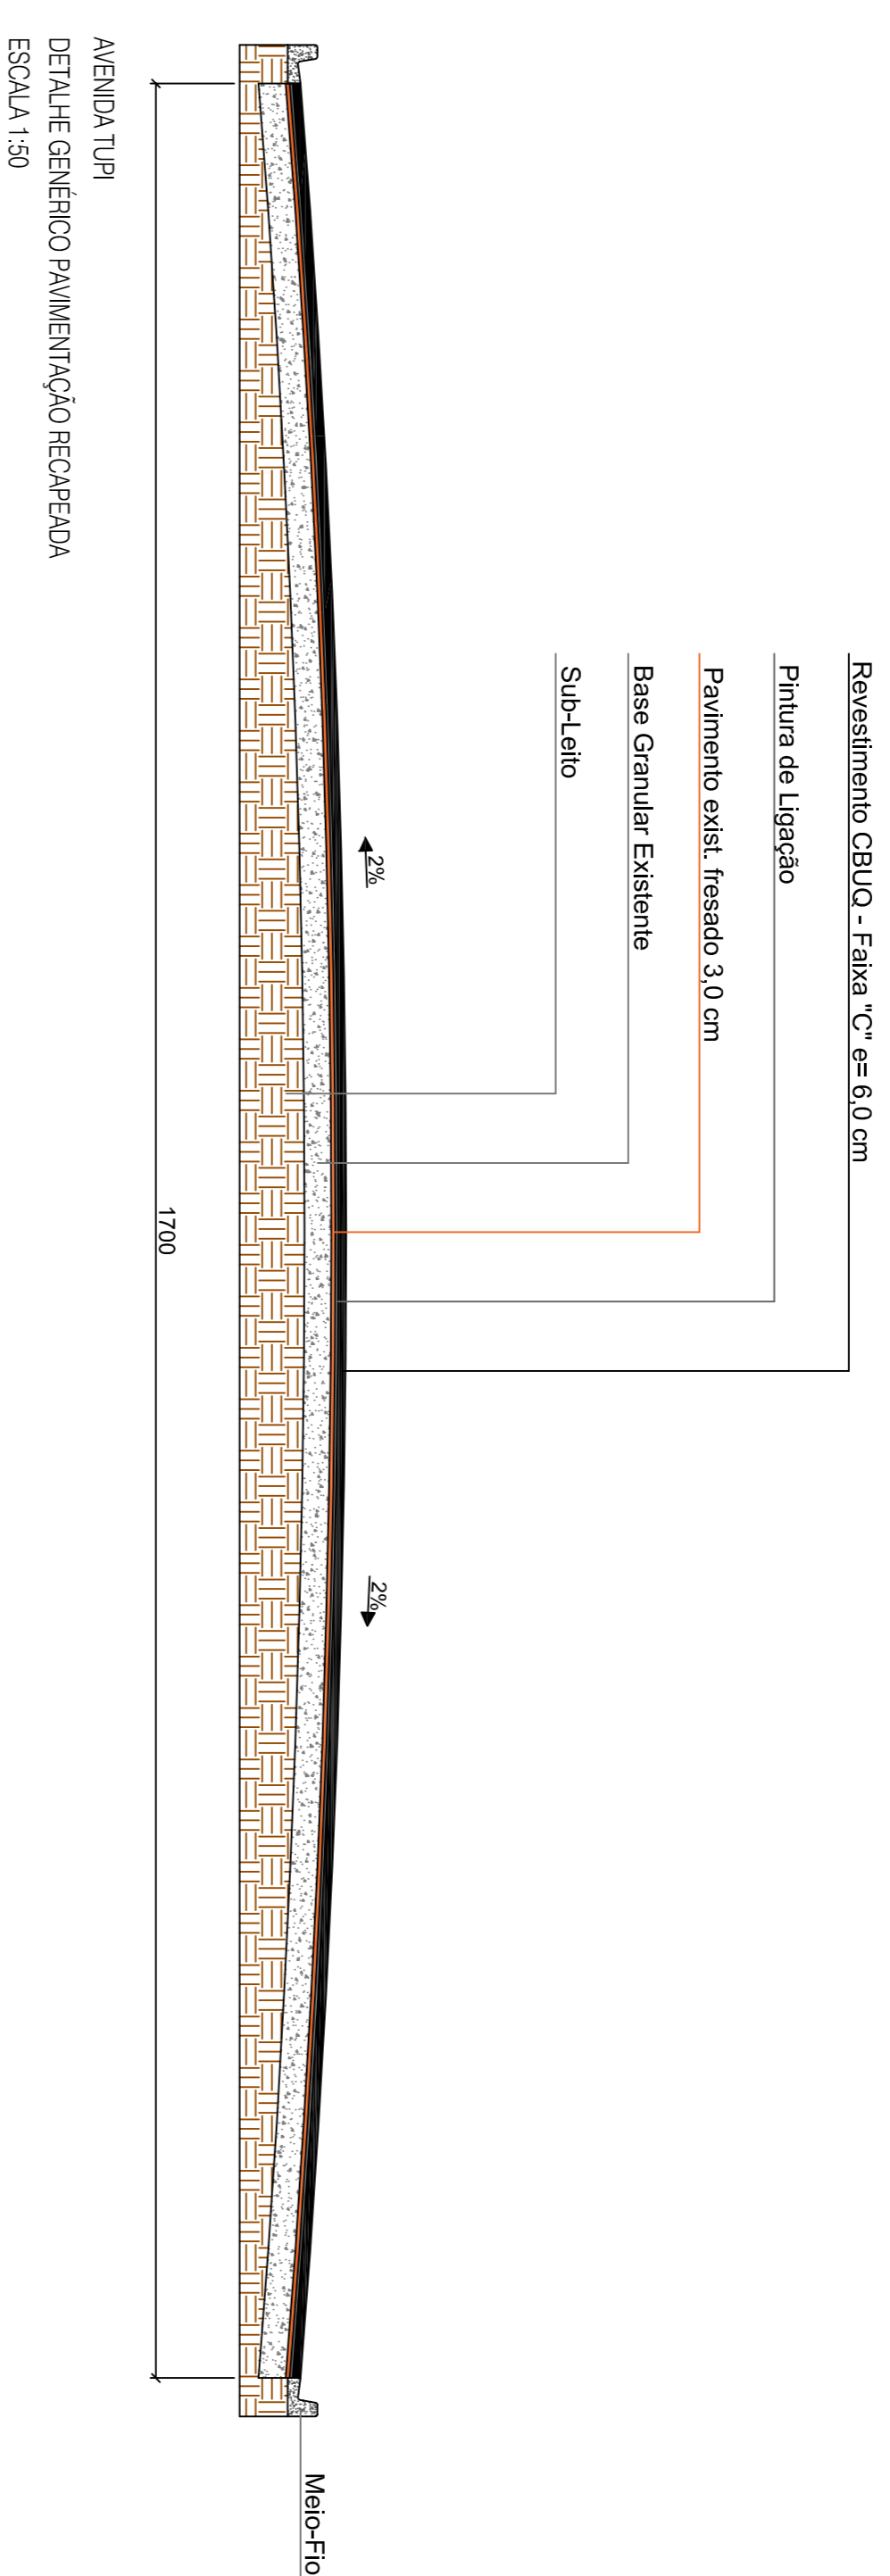 Revestimento CBUQ - Faixa "C" e= 6,0 cm
Pintura de Ligação
Pavimento exist. fresado 3,0 cm
Base Granular Existente
Sub-Leito
2%
2%
Meio-Fio
1700
AVENIDA TUPI
DETALHE GENÉRICO PAVIMENTAÇÃO RECAPEADA
ESCALA 1:50